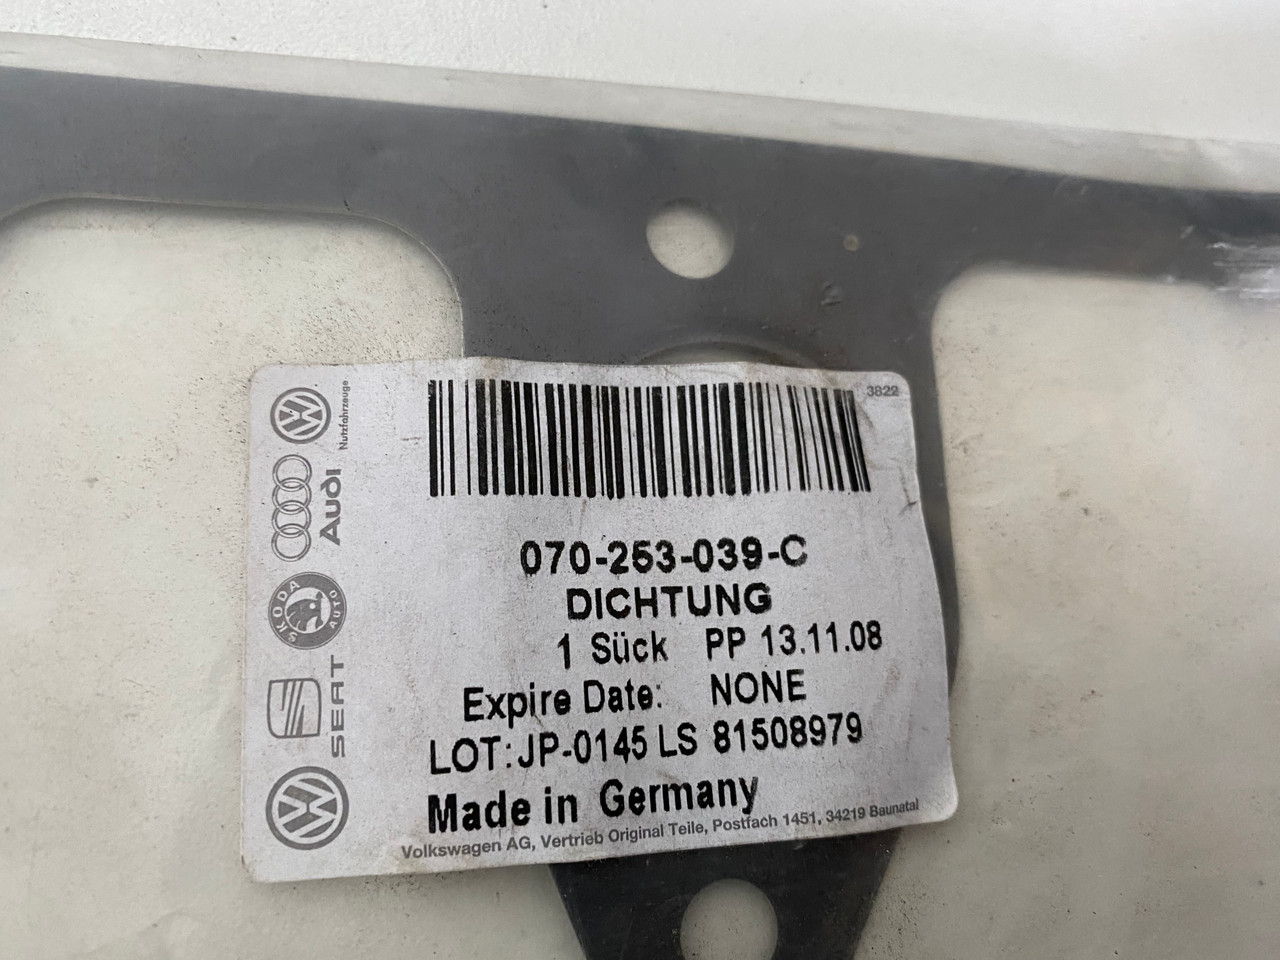 3822
070-253-039-C
DICHTUNG
1 Sück PP 13.11.08
Expire Date: NONE
LOT: JP-0145 LS 81508979
Made in Germany
Volkswagen AG, Vertrieb Original Teile, Postfach 1451, 34219 Baunatal
Nutzfahrzeuge
Audi
SKODA
AUTO
SEAT